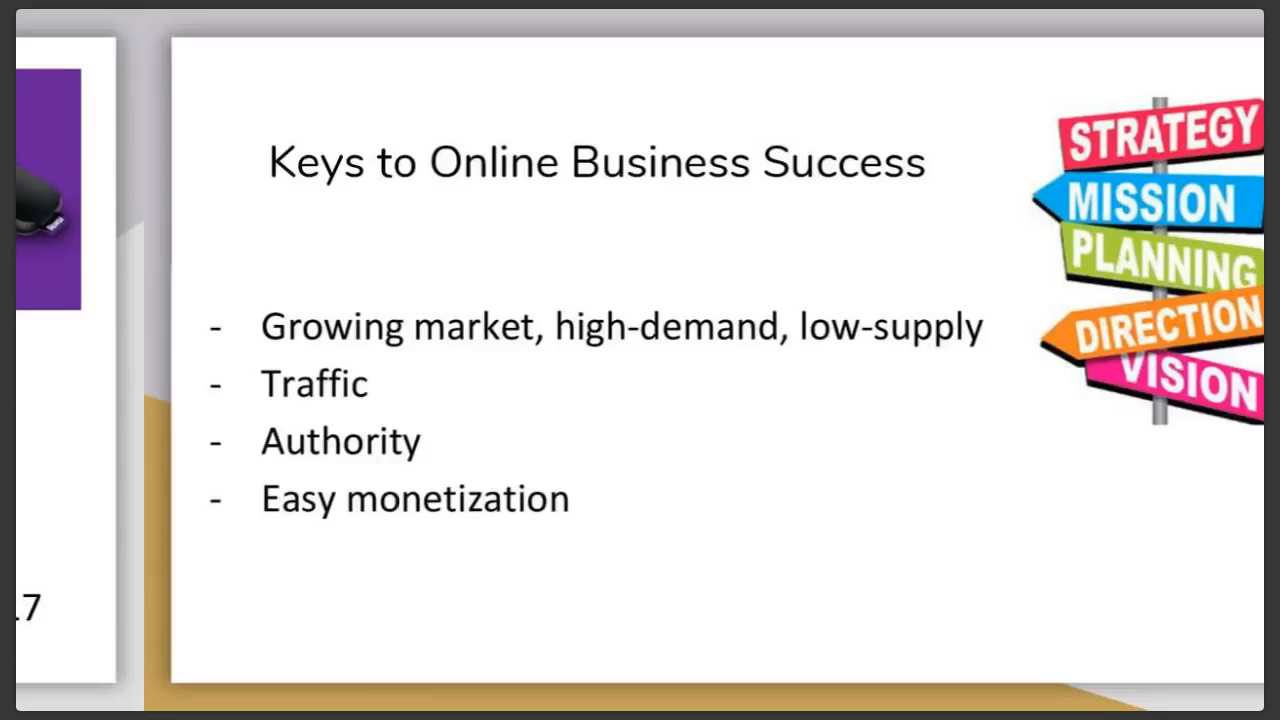 Keys to Online Business Success
- Growing market, high-demand, low-supply
- Traffic
- Authority
- Easy monetization
STRATEGY
MISSION
PLANNING
DIRECTION
VISION
.7